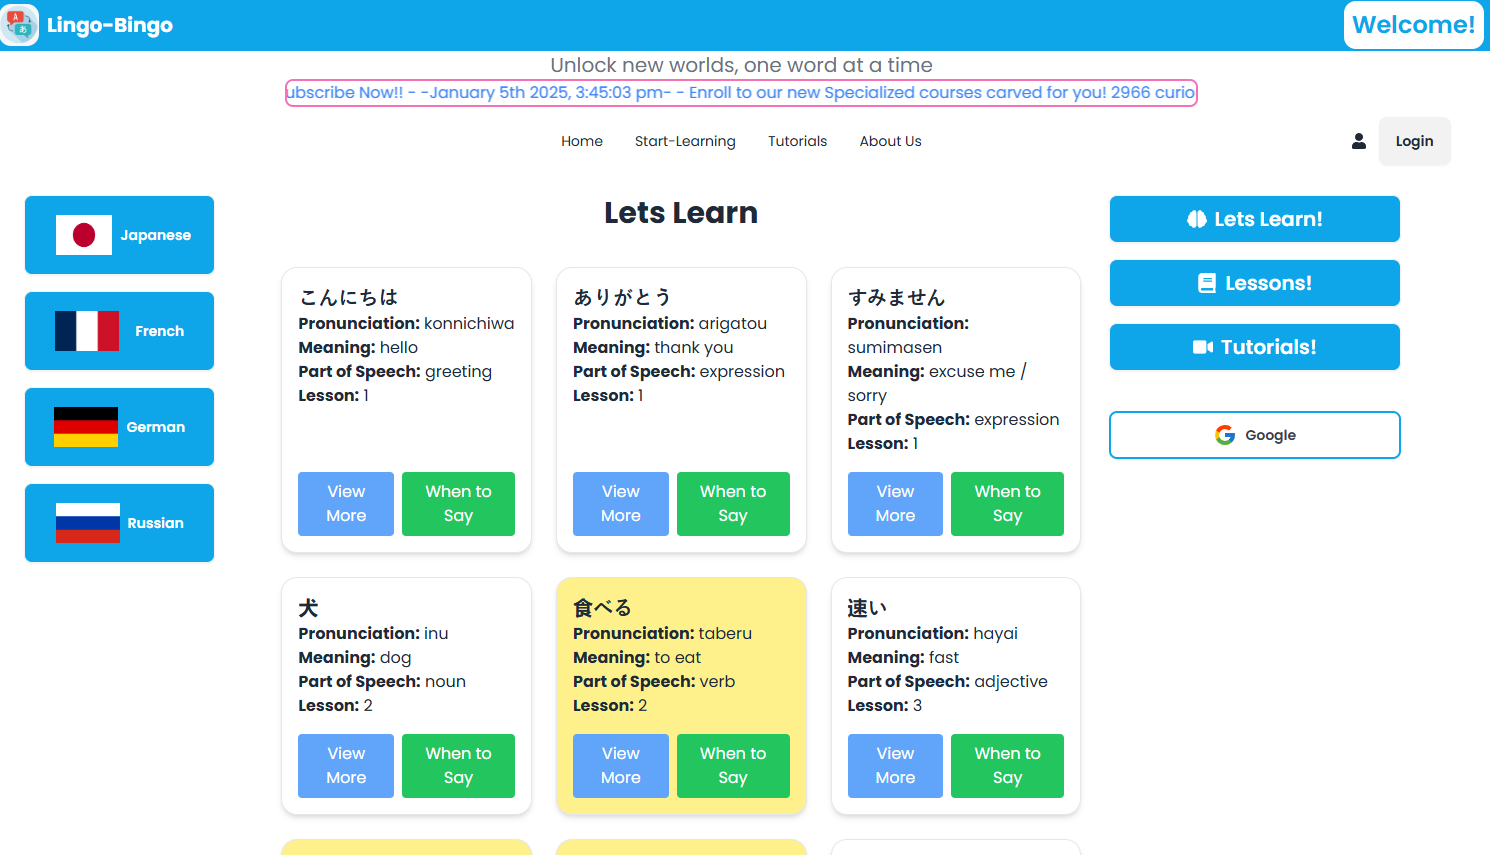 Lingo-Bingo
Welcome!
Unlock new worlds, one word at a time
ubscribe Now!! - -January 5th 2025, 3:45:03 pm- - Enroll to our new Specialized courses carved for you! 2966 curio
Home
Start-Learning
Tutorials
About Us
Login
Japanese
French
German
Russian
Lets Learn
こんにちは
Pronunciation: konnichiwa
Meaning: hello
Part of Speech: greeting
Lesson: 1
View
More
When to
Say
ありがとう
Pronunciation: arigatou
Meaning: thank you
Part of Speech: expression
Lesson: 1
View
More
When to
Say
すみません
Pronunciation:
sumimasen
Meaning: excuse me /
sorry
Part of Speech: expression
Lesson: 1
View
More
When to
Say
犬
Pronunciation: inu
Meaning: dog
Part of Speech: noun
Lesson: 2
View
More
When to
Say
食べる
Pronunciation: taberu
Meaning: to eat
Part of Speech: verb
Lesson: 2
View
More
When to
Say
速い
Pronunciation: hayai
Meaning: fast
Part of Speech: adjective
Lesson: 3
View
More
When to
Say
Lets Learn!
Lessons!
Tutorials!
Google